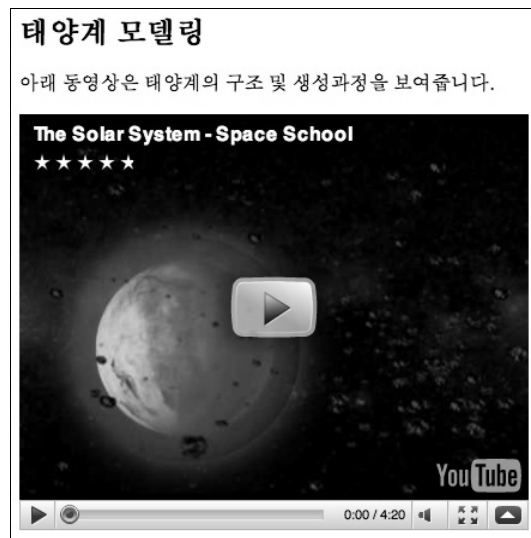 태양계 모델링
아래 동영상은 태양계의 구조 및 생성과정을 보여줍니다.
The Solar System - Space School
YouTube
0:00 / 4:20